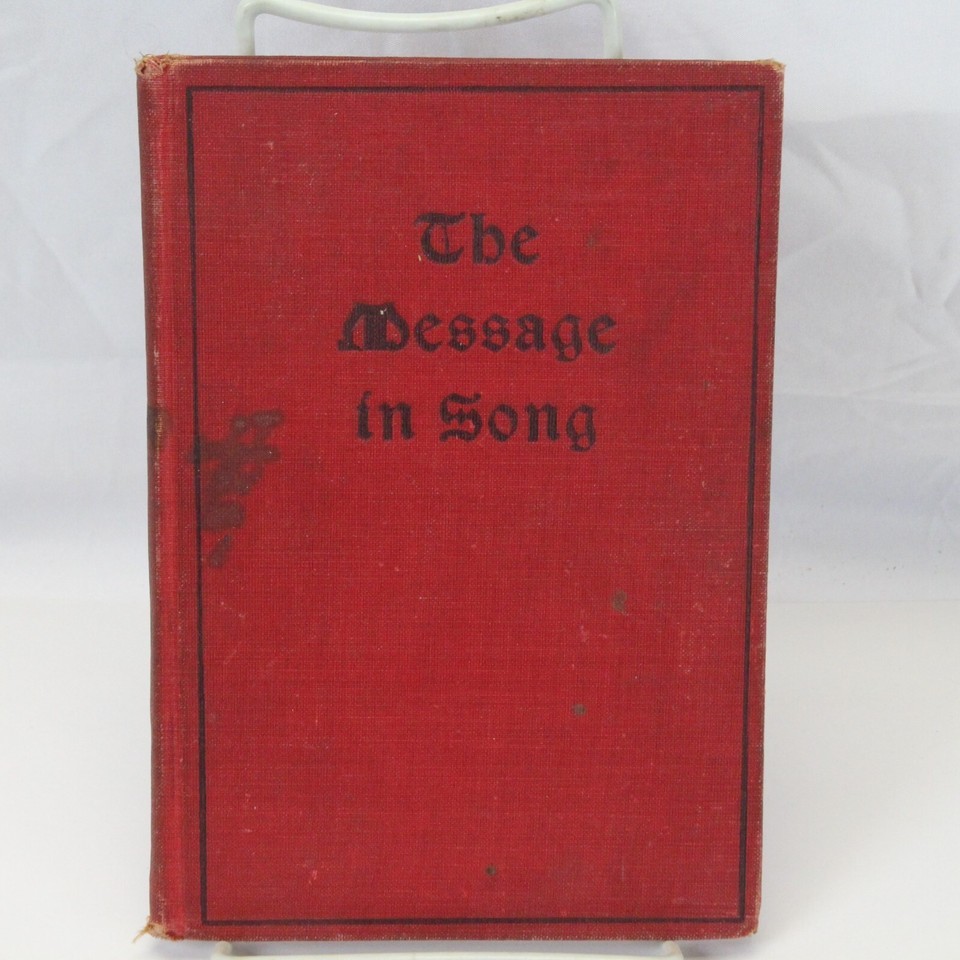 The
Message
in Song